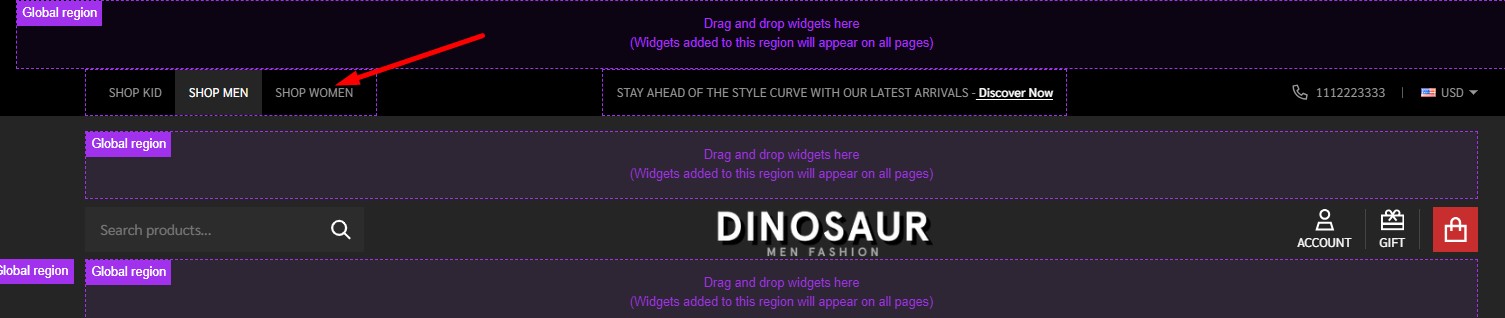 Global region
Drag and drop widgets here
(Widgets added to this region will appear on all pages)
SHOP KID SHOP MEN SHOP WOMEN
STAY AHEAD OF THE STYLE CURVE WITH OUR LATEST ARRIVALS - Discover Now
1112223333 | USD
Global region
Drag and drop widgets here
(Widgets added to this region will appear on all pages)
Search products...
DINOSAUR
MEN FASHION
ACCOUNT GIFT
Global region Global region
Drag and drop widgets here
(Widgets added to this region will appear on all pages)